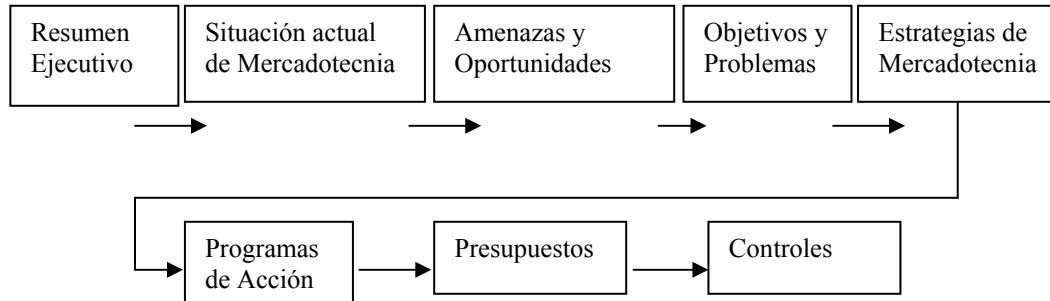 Resumen
Ejecutivo
Situación actual
de Mercadotecnia
Amenazas y
Oportunidades
Objetivos y
Problemas
Estrategias de
Mercadotecnia
Programas
de Acción
Presupuestos
Controles